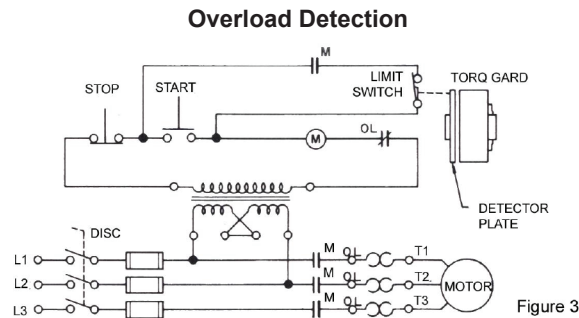 Overload Detection
M
LIMIT
SWITCH
TORQ GARD
STOP
START
M
OL
DETECTOR
PLATE
DISC
L1
M
OL
T1
L2
M
OL
T2
MOTOR
L3
M
OL
T3
Figure 3